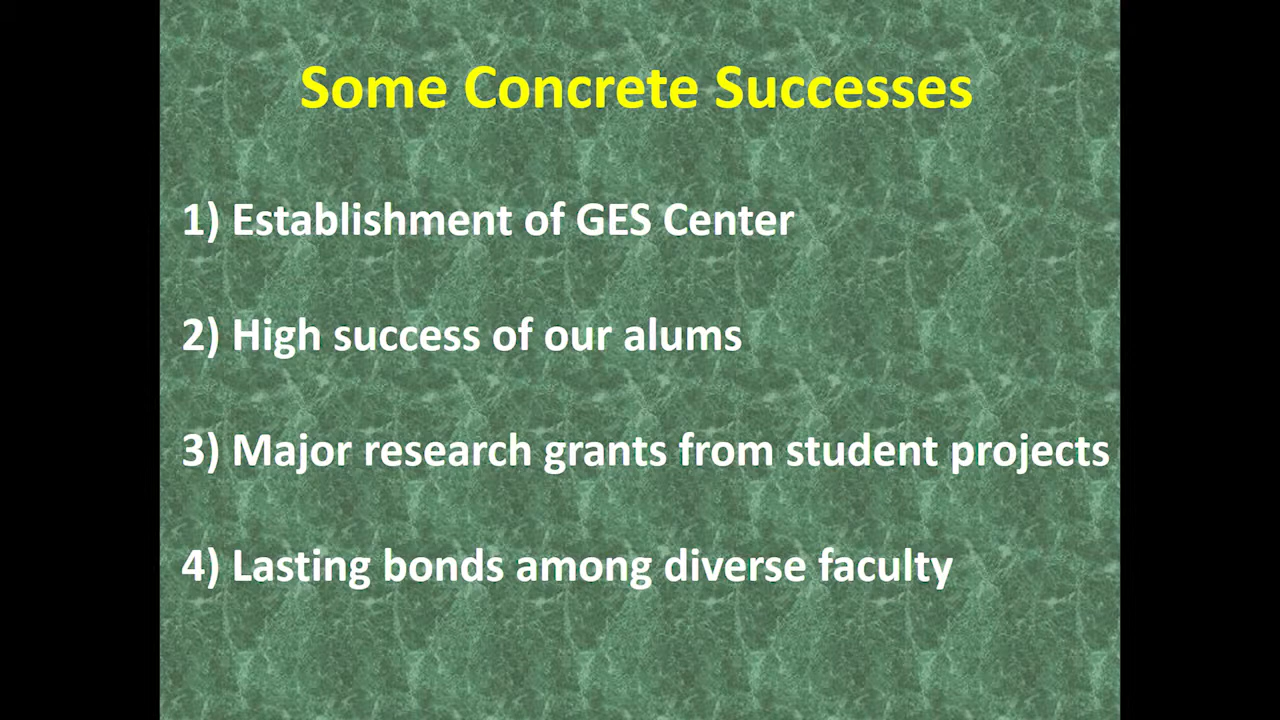 Some Concrete Successes
1) Establishment of GES Center
2) High success of our alums
3) Major research grants from student projects
4) Lasting bonds among diverse faculty